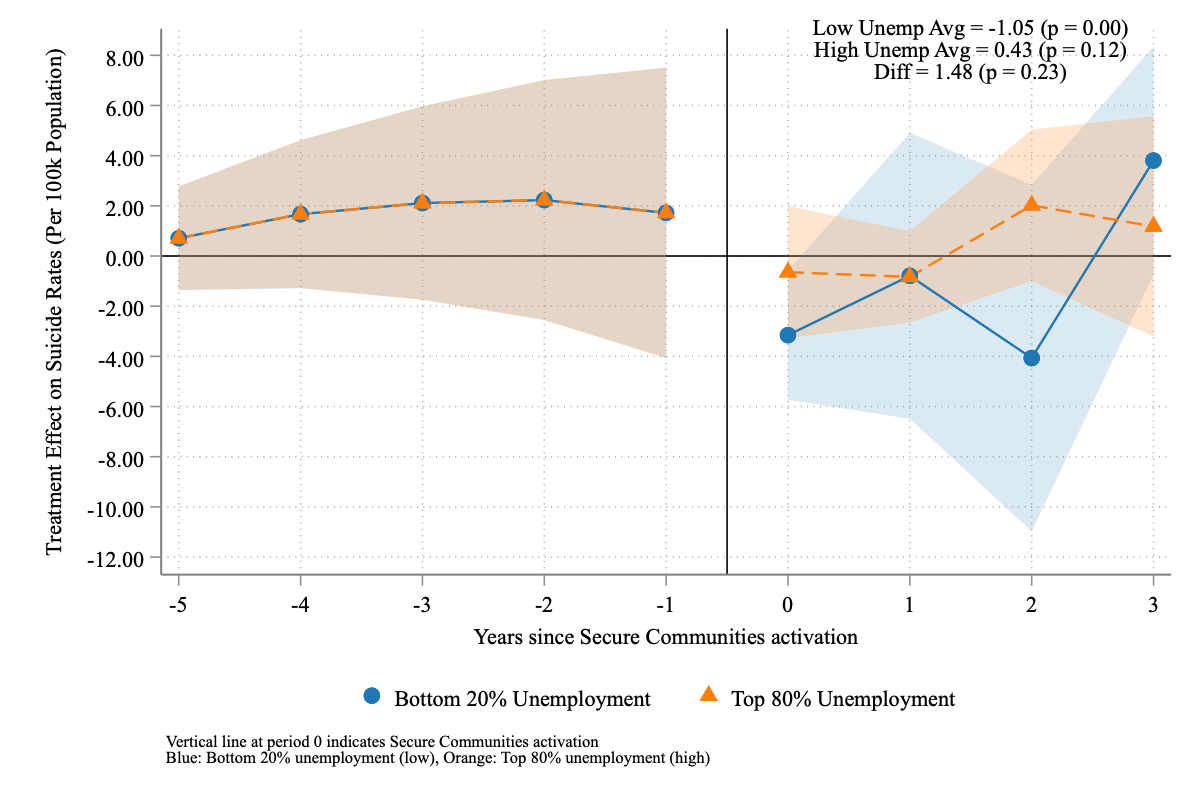 Low Unemp Avg = -1.05 (p = 0.00)
High Unemp Avg = 0.43 (p = 0.12)
Diff = 1.48 (p = 0.23)
Treatment Effect on Suicide Rates (Per 100k Population)
8.00
6.00
4.00
2.00
0.00
-2.00
-4.00
-6.00
-8.00
-10.00
-12.00
-5 -4 -3 -2 -1 0 1 2 3
Years since Secure Communities activation
Bottom 20% Unemployment Top 80% Unemployment
Vertical line at period 0 indicates Secure Communities activation
Blue: Bottom 20% unemployment (low), Orange: Top 80% unemployment (high)